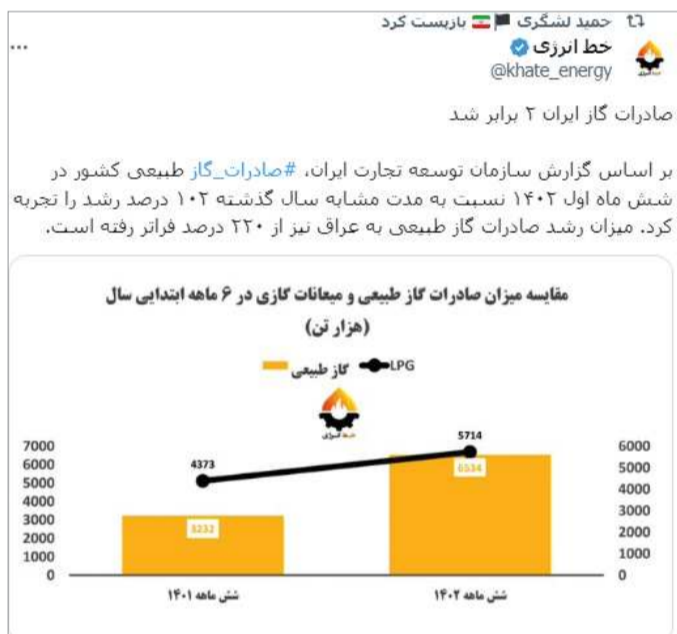 حمید لشگری 🏴🇮🇷 بازپست کرد
خط انرژی
@khate_energy
صادرات گاز ایران ۲ برابر شد
بر اساس گزارش سازمان توسعه تجارت ایران، #صادرات_گاز طبیعی کشور در
شش ماه اول ۱۴۰۲ نسبت به مدت مشابه سال گذشته ۱۰۲ درصد رشد را تجربه
کرد. میزان رشد صادرات گاز طبیعی به عراق نیز از ۲۲۰ درصد فراتر رفته است.
مقایسه میزان صادرات گاز طبیعی و میعانات گازی در ۶ ماهه ابتدایی سال
(هزار تن)
گاز طبیعی LPG
خط انرژی
7000
6000
5000
4000
3000
2000
1000
0
4373
5714
3232
6534
6000
5000
4000
3000
2000
1000
0
شش ماهه ۱۴۰۱
شش ماهه ۱۴۰۲